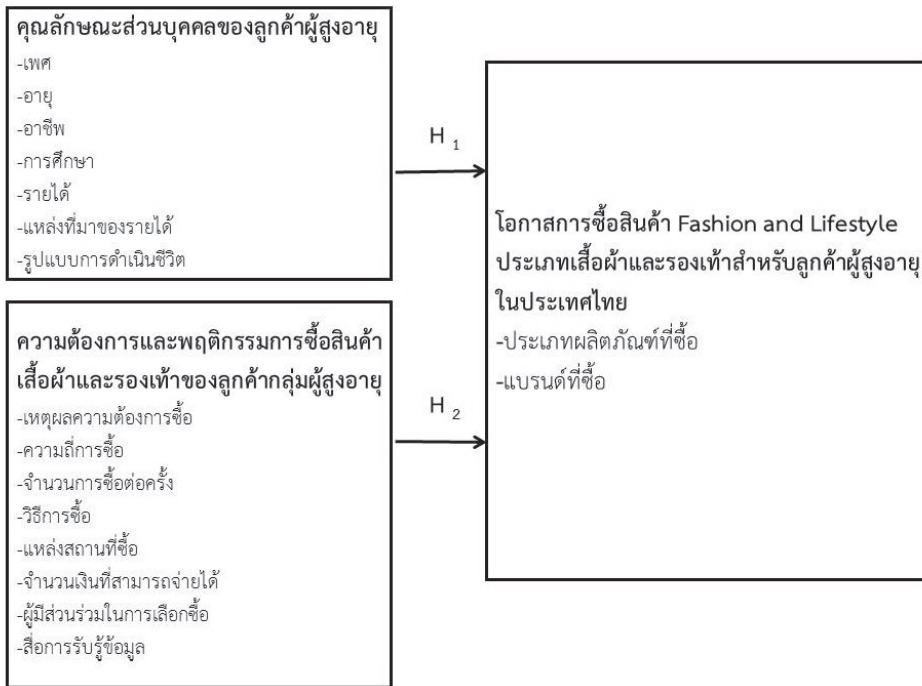 คุณลักษณะส่วนบุคคลของลูกค้าผู้สูงอายุ
-เพศ
-อายุ
-อาชีพ
-การศึกษา
-รายได้
-แหล่งที่มาของรายได้
-รูปแบบการดำเนินชีวิต
H 1
ความต้องการและพฤติกรรมการซื้อสินค้า
เสื้อผ้าและรองเท้าของลูกค้ากลุ่มผู้สูงอายุ
-เหตุผลความต้องการซื้อ
-ความถี่การซื้อ
-จำนวนการซื้อต่อครั้ง
-วิธีการซื้อ
-แหล่งสถานที่ซื้อ
-จำนวนเงินที่สามารถจ่ายได้
-ผู้มีส่วนร่วมในการเลือกซื้อ
-สื่อการรับรู้ข้อมูล
H 2
โอกาสการซื้อสินค้า Fashion and Lifestyle
ประเภทเสื้อผ้าและรองเท้าสำหรับลูกค้าผู้สูงอายุ
ในประเทศไทย
-ประเภทผลิตภัณฑ์ที่ซื้อ
-แบรนด์ที่ซื้อ